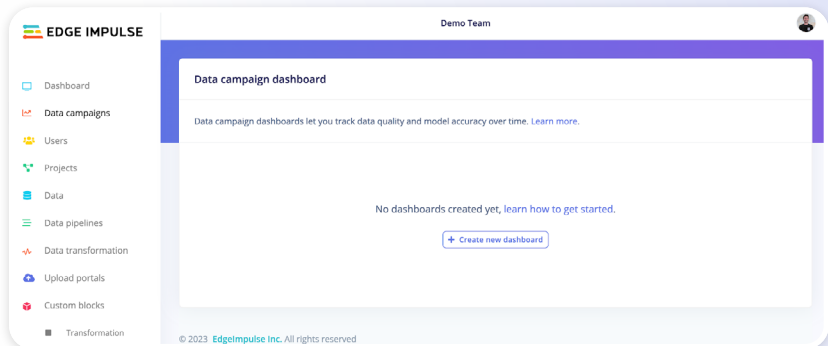 EDGE IMPULSE
Demo Team
Dashboard
Data campaigns
Users
Projects
Data
Data pipelines
Data transformation
Upload portals
Custom blocks
Transformation
Data campaign dashboard
Data campaign dashboards let you track data quality and model accuracy over time. Learn more.
No dashboards created yet, learn how to get started.
+ Create new dashboard
© 2023 EdgeImpulse Inc. All rights reserved